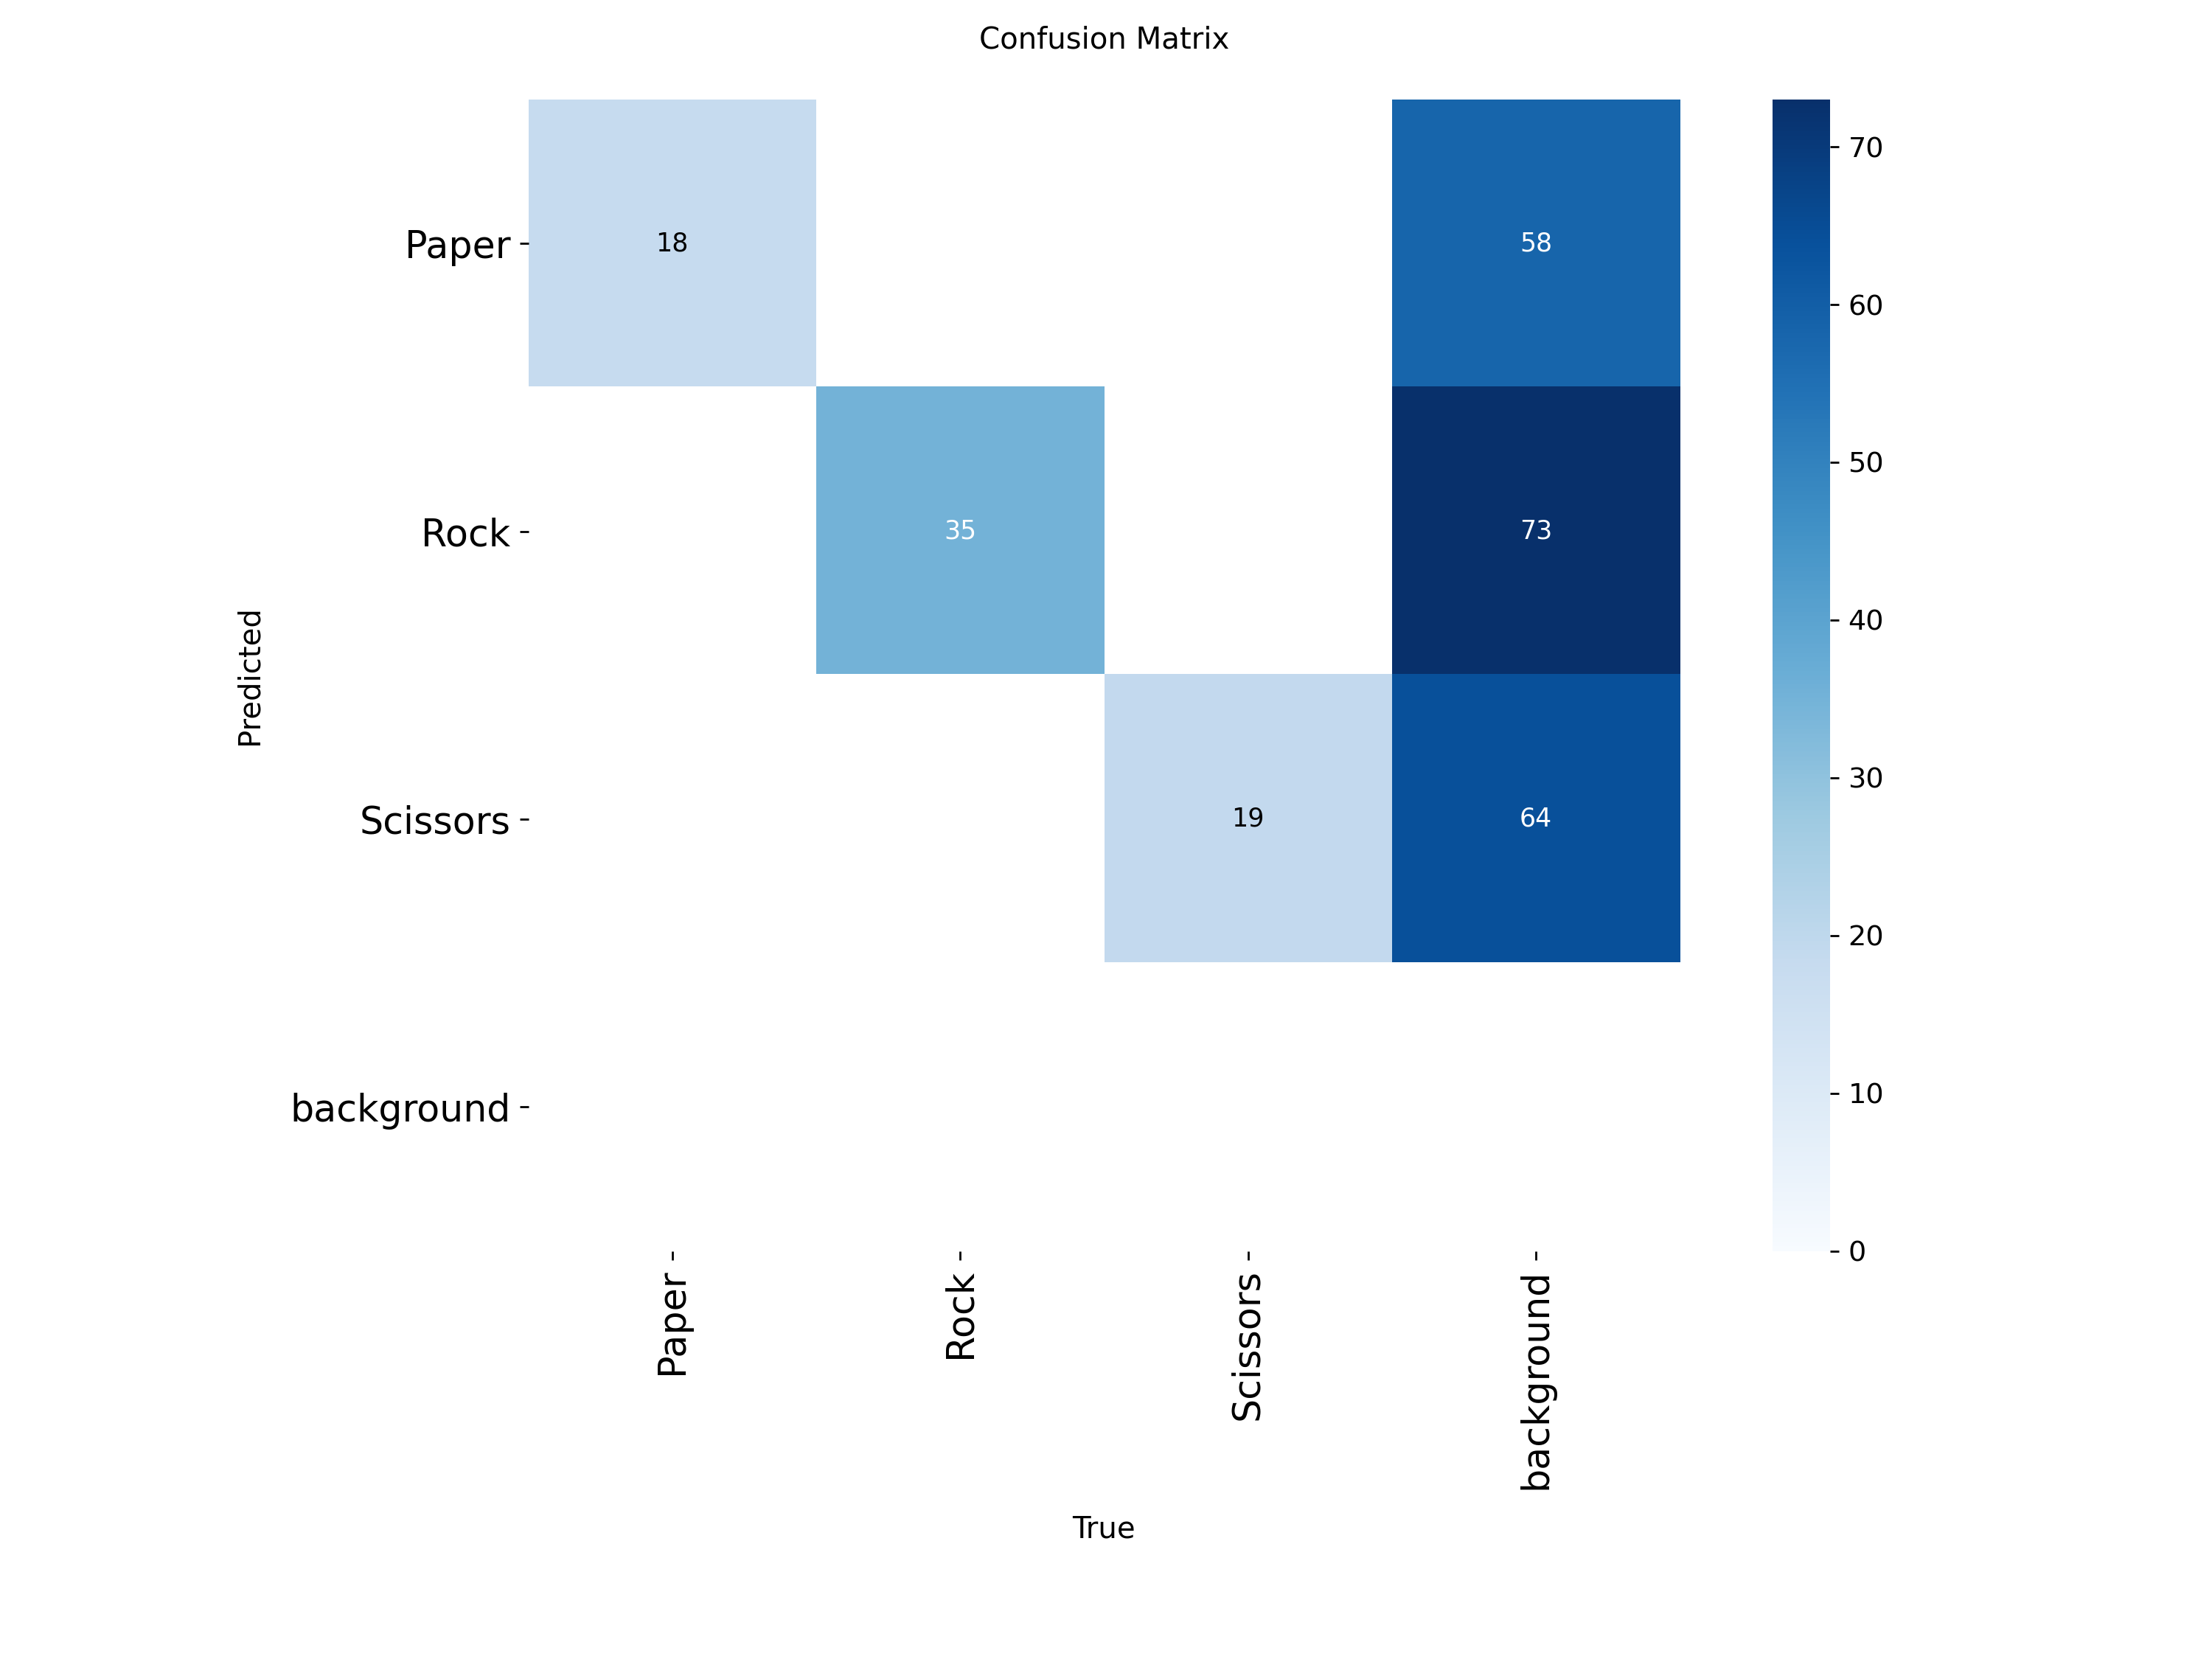 Confusion Matrix
Paper
18
58
70
60
Rock
35
73
50
40
Predicted
Scissors
19
64
30
20
background
10
0
Paper
Rock
Scissors
background
True